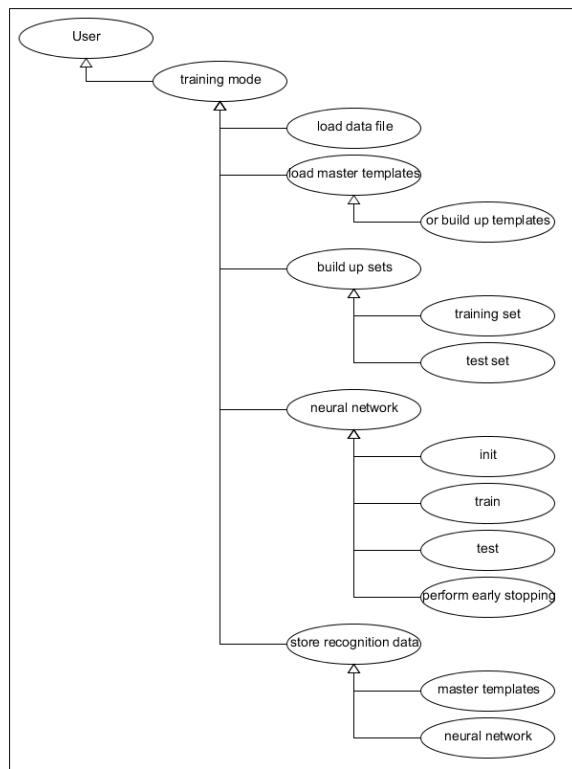 User
training mode
load data file
load master templates
or build up templates
build up sets
training set
test set
neural network
init
train
test
perform early stopping
store recognition data
master templates
neural network